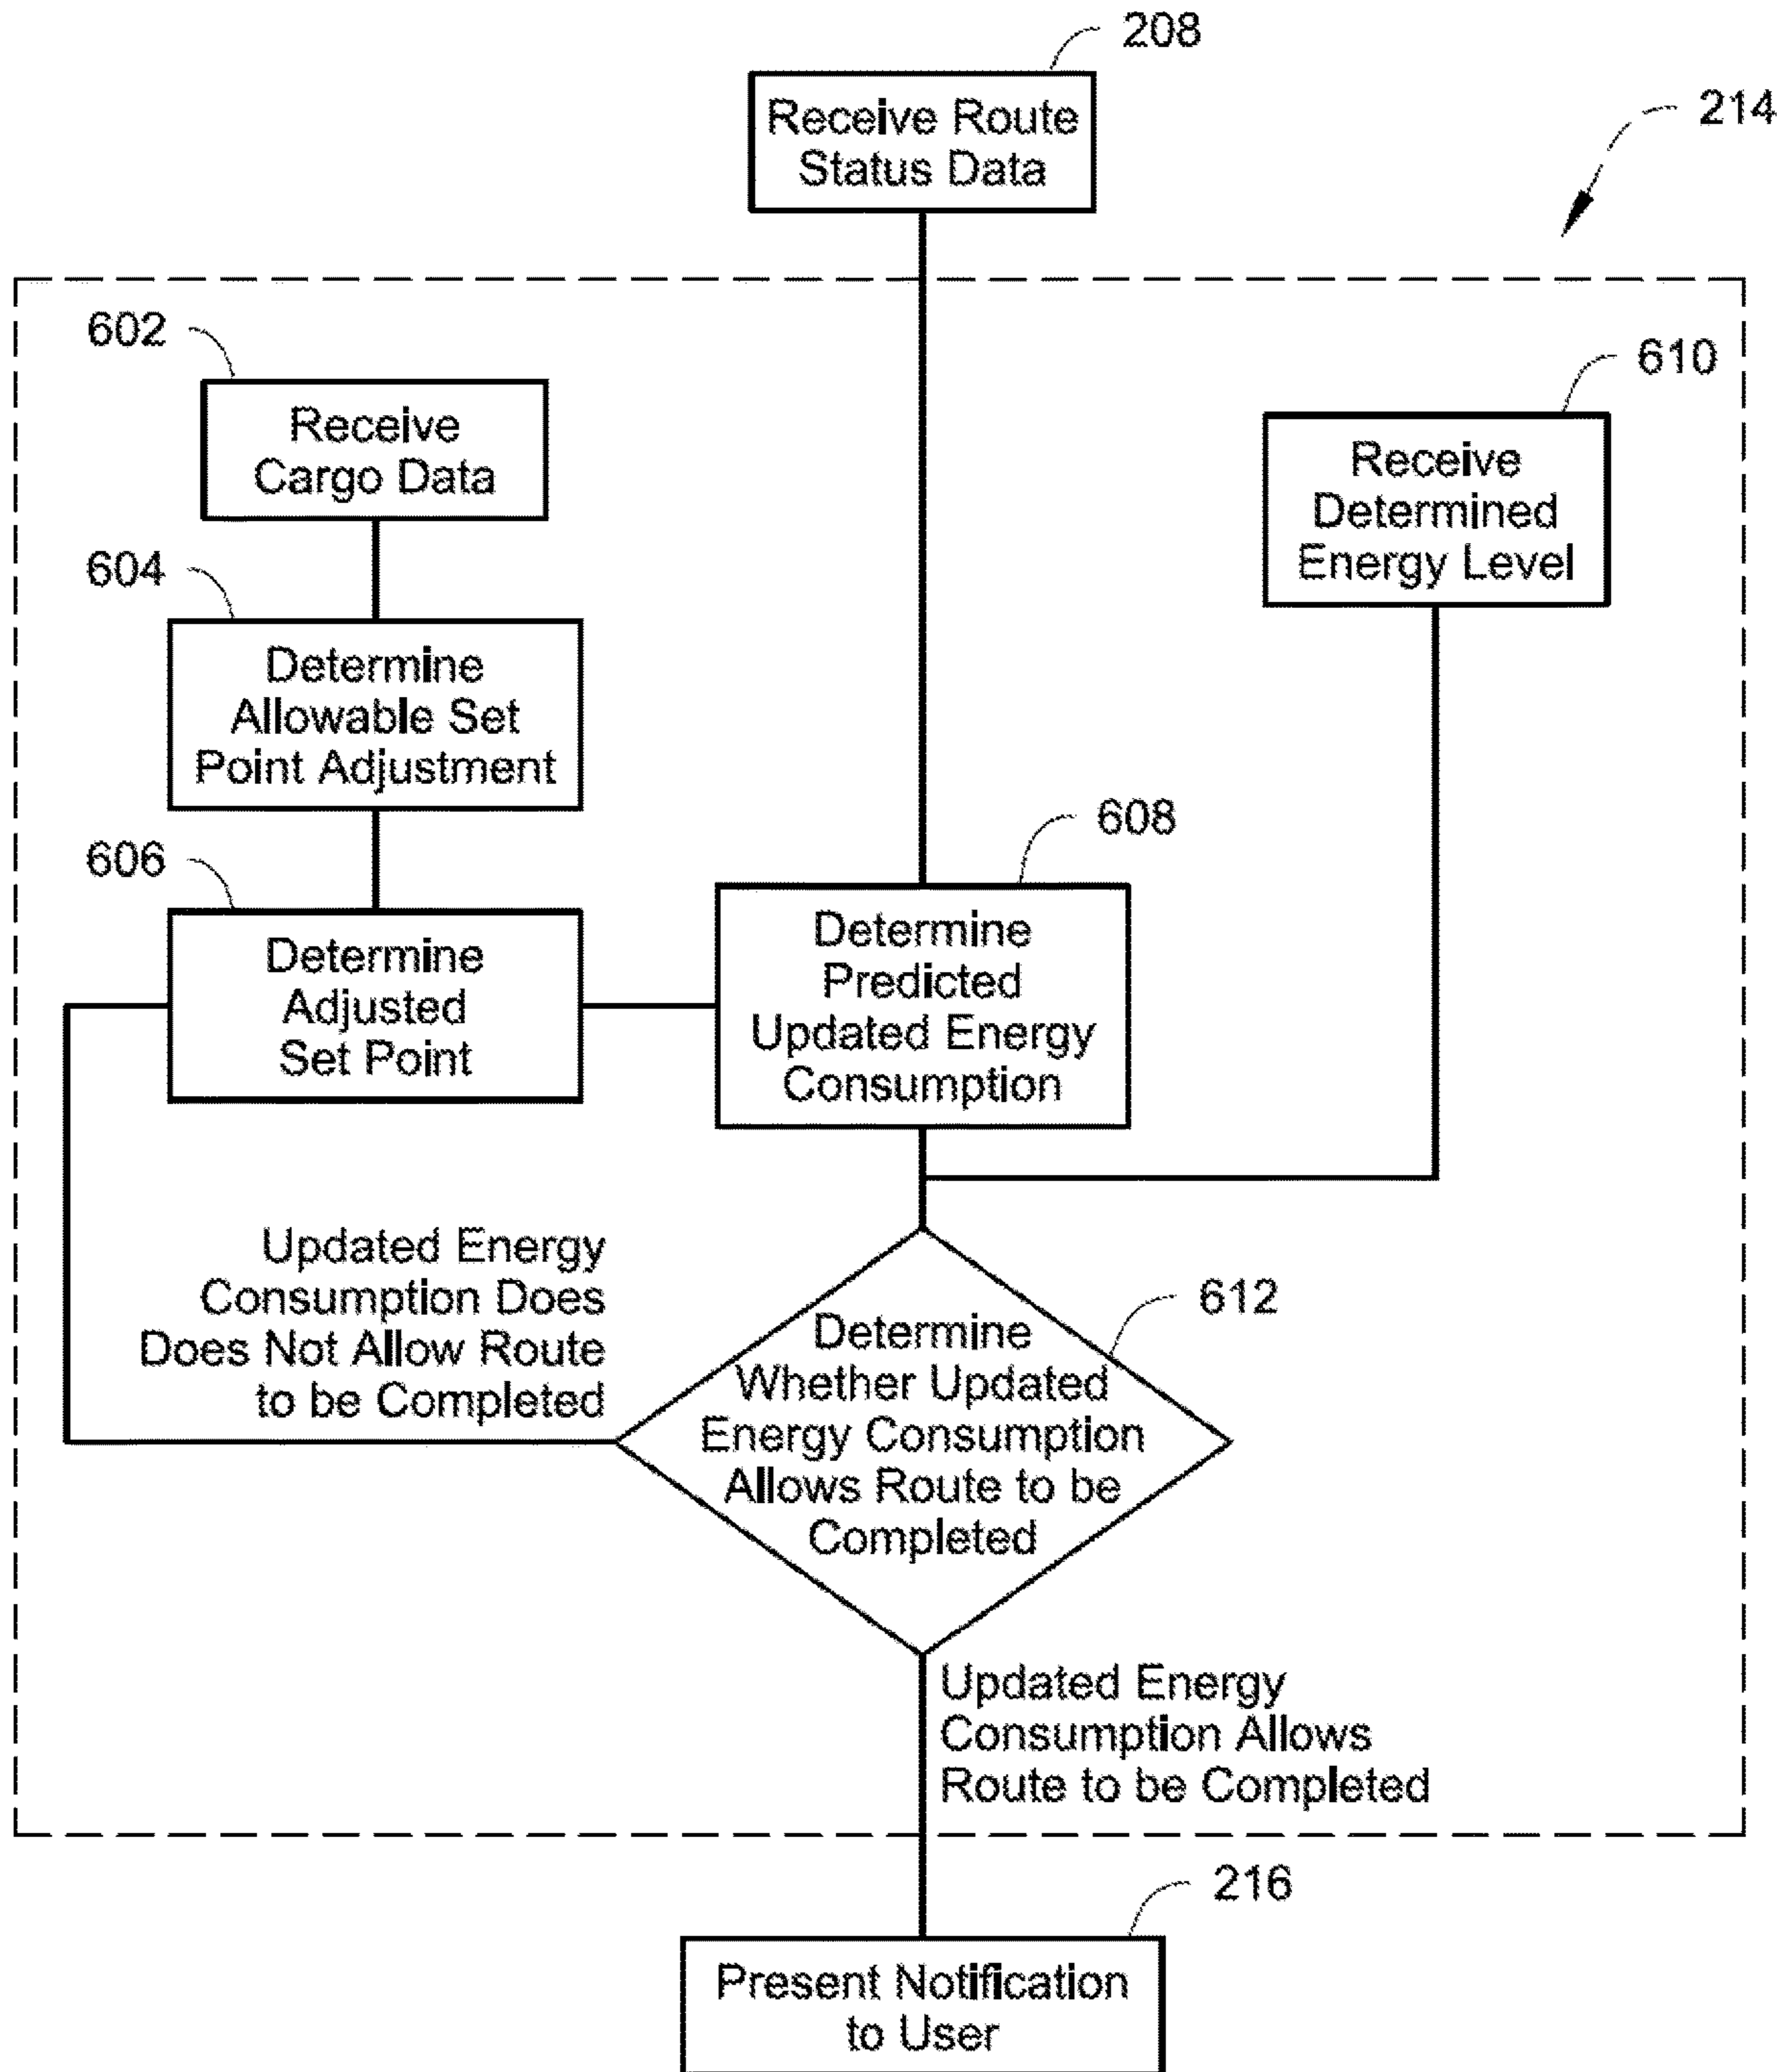 208
Receive Route
Status Data
214
602
Receive
Cargo Data
610
Receive
Determined
Energy Level
604
Determine
Allowable Set
Point Adjustment
606
Determine
Adjusted
Set Point
608
Determine
Predicted
Updated Energy
Consumption
Updated Energy
Consumption Does
Does Not Allow Route
to be Completed
612
Determine
Whether Updated
Energy Consumption
Allows Route to be
Completed
Updated Energy
Consumption Allows
Route to be Completed
216
Present Notification
to User